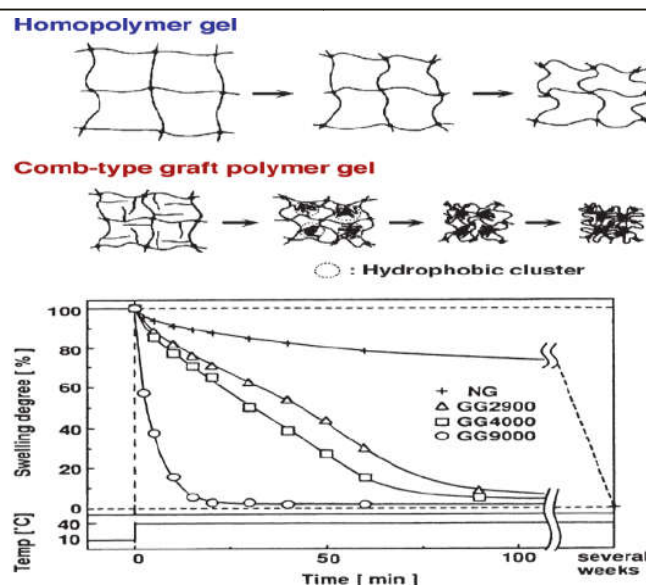 Homopolymer gel
Comb-type graft polymer gel
: Hydrophobic cluster
100
80
60
40
20
0
Swelling degree [%]
+ NG
△ GG2900
□ GG4000
○ GG9000
40
10
Temp [°C]
0
50
100
several
weeks
Time [min]